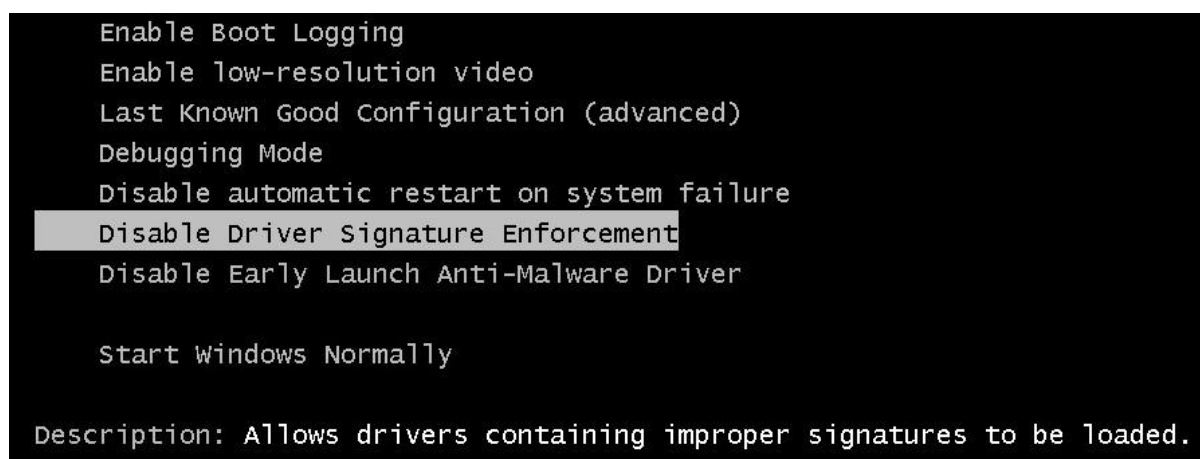 Enable Boot Logging
Enable low-resolution video
Last Known Good Configuration (advanced)
Debugging Mode
Disable automatic restart on system failure
Disable Driver Signature Enforcement
Disable Early Launch Anti-Malware Driver
Start Windows Normally
Description: Allows drivers containing improper signatures to be loaded.